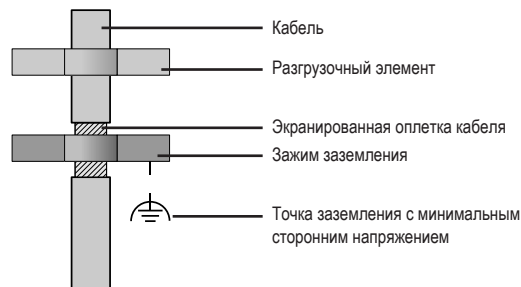 Кабель
Разгрузочный элемент
Экранированная оплетка кабеля
Зажим заземления
Точка заземления с минимальным
сторонним напряжением